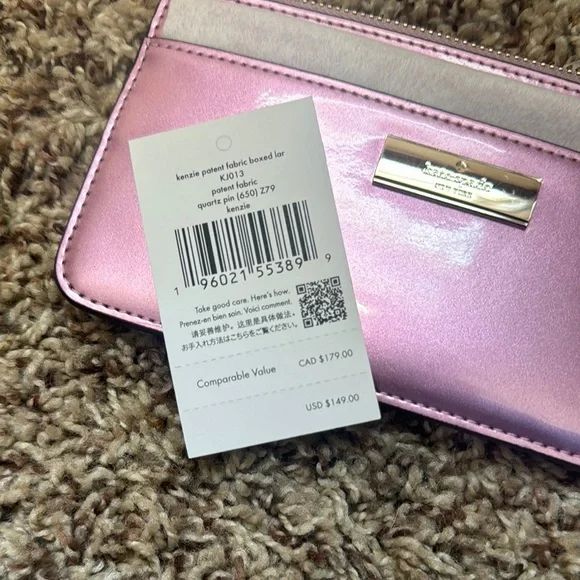 kenzie patent fabric boxed lar
KJ013
patent fabric
quartz pin (650) Z79
kenzie
1 96021 55389 9
Take good care. Here's how.
Prenez-en bien soin. Voici comment.
请妥善维护。这里是具体做法。
お手入れ方法はこちらをご覧ください。
Comparable Value CAD $179.00
USD $149.00
kate spade
NEW YORK